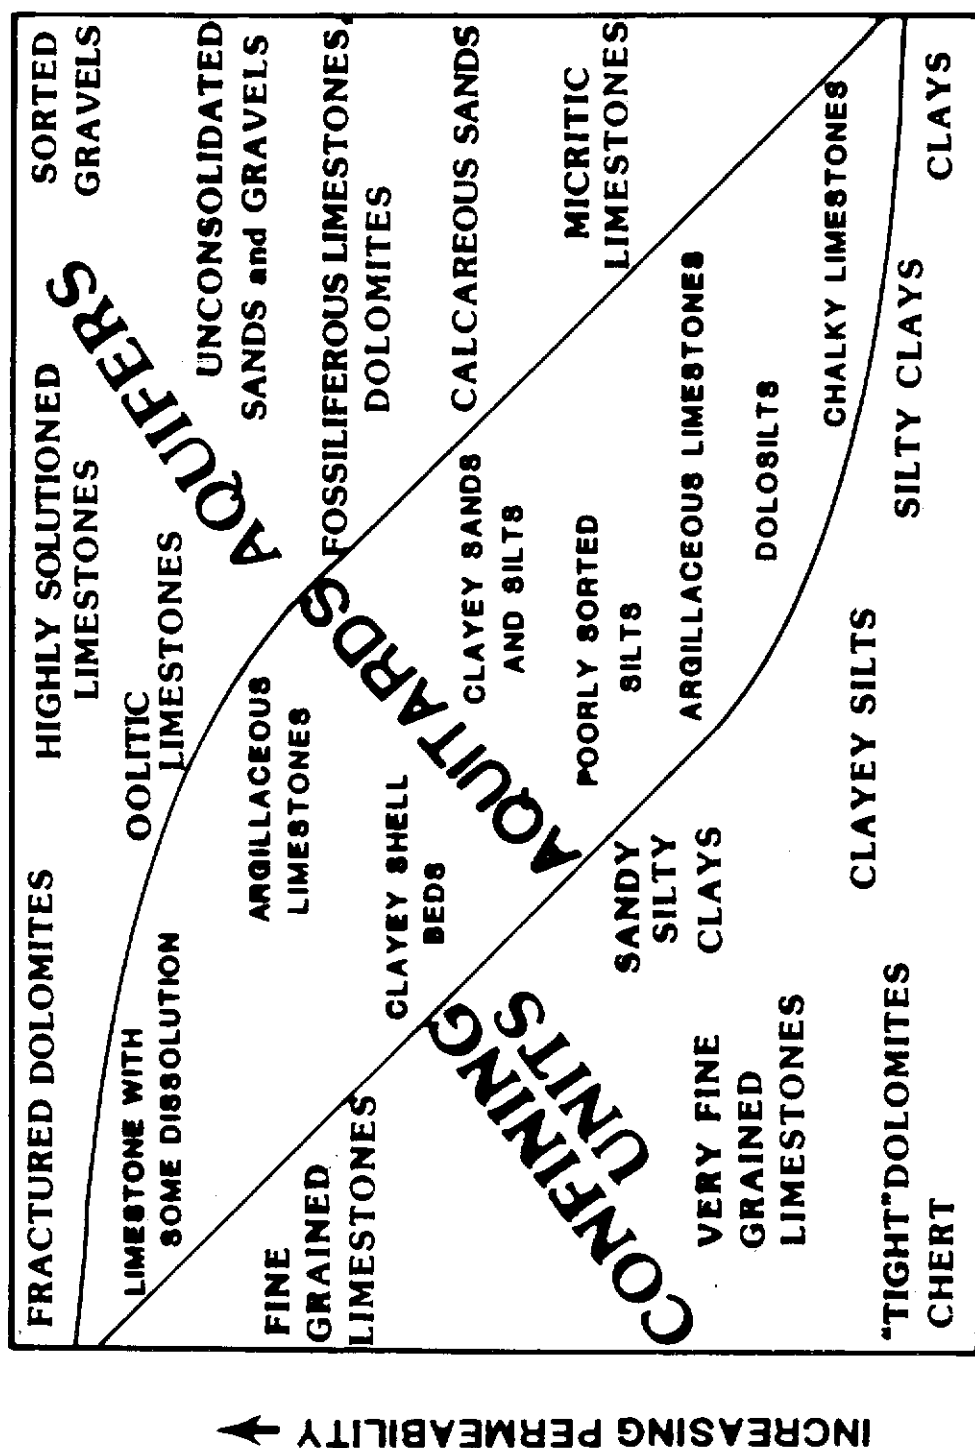 FRACTURED DOLOMITES
HIGHLY SOLUTIONED
LIMESTONES
SORTED
GRAVELS
OOLITIC
LIMESTONES
AQUIFERS
UNCONSOLIDATED
SANDS and GRAVELS
LIMESTONE WITH
SOME DISSOLUTION
ARGILLACEOUS
LIMESTONES
FOSSILIFEROUS LIMESTONES
DOLOMITES
FINE
GRAINED
LIMESTONES
CLAYEY SHELL
BEDS
AQUITARDS
CLAYEY SANDS
AND SILTS
CALCAREOUS SANDS
CONFINING
UNITS
SANDY
SILTY
CLAYS
POORLY SORTED
SILTS
MICRITIC
LIMESTONES
VERY FINE
GRAINED
LIMESTONES
ARGILLACEOUS LIMESTONES
DOLOSILTS
CHALKY LIMESTONES
CLAYEY SILTS
SILTY CLAYS
CLAYS
"TIGHT" DOLOMITES
CHERT
INCREASING PERMEABILITY